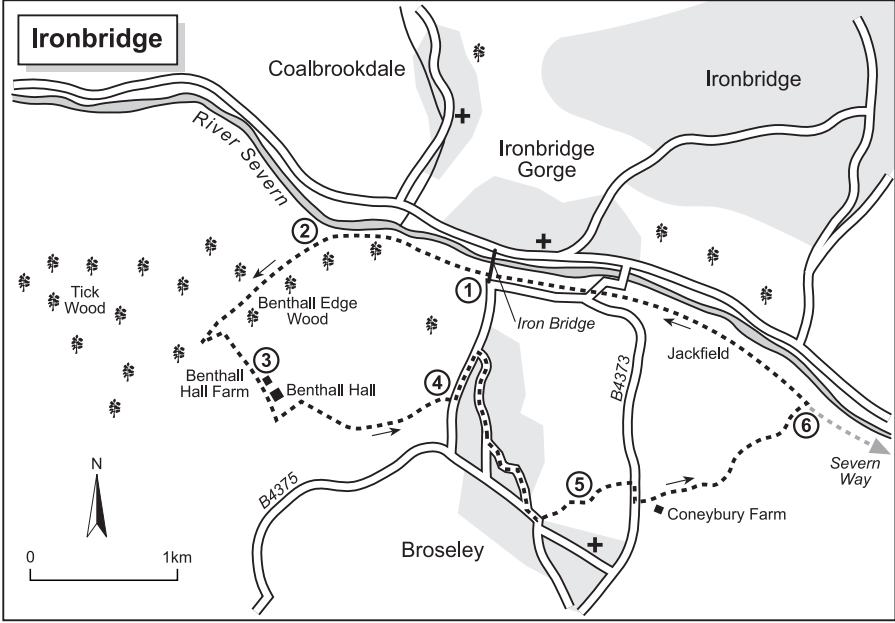 Ironbridge
Coalbrookdale
Ironbridge
River Severn
Ironbridge
Gorge
2
Tick
Wood
Benthall Edge
Wood
1
Iron Bridge
Jackfield
3
Benthall
Hall Farm
Benthall Hall
4
B4373
6
Severn
Way
N
B4375
5
Coneybury Farm
Broseley
0
1km